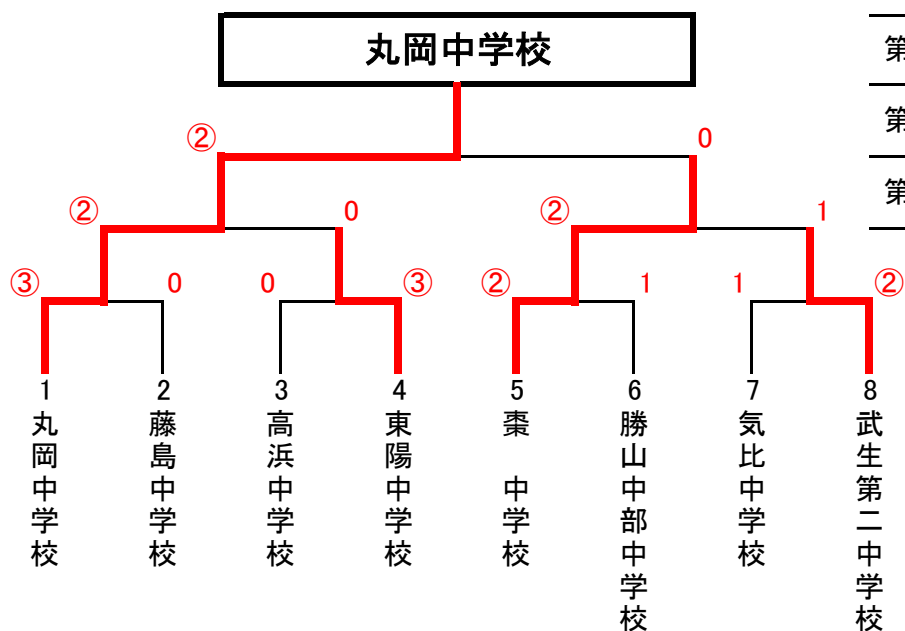 丸岡中学校
第
② 0
第
第
② 0 ② 1
③ 0 0 ③ ② 1 1 ②
1 2 3 4 5 6 7 8
丸岡中学校
藤島中学校
高浜中学校
東陽中学校
棗　中学校
勝山中部中学校
気比中学校
武生第二中学校